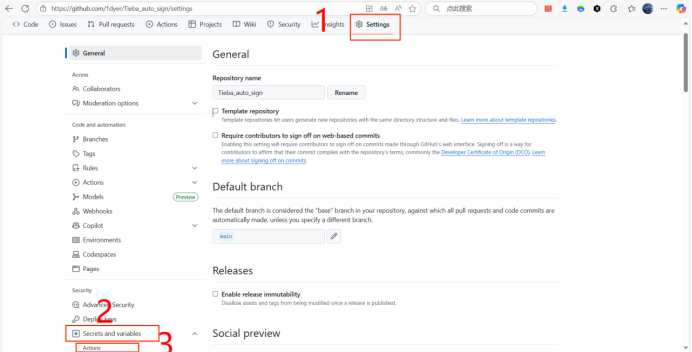 https://github.com/1dyer/Tieba_auto_sign/settings
点此搜索
Code Issues Pull requests Actions Projects Wiki Security Insights Settings
1
General
Access
Collaborators
Moderation options
Code and automation
Branches
Tags
Rules
Actions
Models Preview
Webhooks
Copilot
Environments
Codespaces
Pages
Security
Advanced Security
2
Deploy keys
Secrets and variables
3
Actions
General
Repository name
Tieba_auto_sign Rename
Template repository
Template repositories let users generate new repositories with the same directory structure and files. Learn more about template repositories.
Require contributors to sign off on web-based commits
Enabling this setting will require contributors to sign off on commits made through GitHub's web interface. Signing off is a way for
contributors to affirm that their commit complies with the repository's terms, commonly the Developer Certificate of Origin (DCO). Learn
more about signing off on commits.
Default branch
The default branch is considered the "base" branch in your repository, against which all pull requests and code commits are
automatically made, unless you specify a different branch.
main
Releases
Enable release immutability
Disallow assets and tags from being modified once a release is published.
Social preview